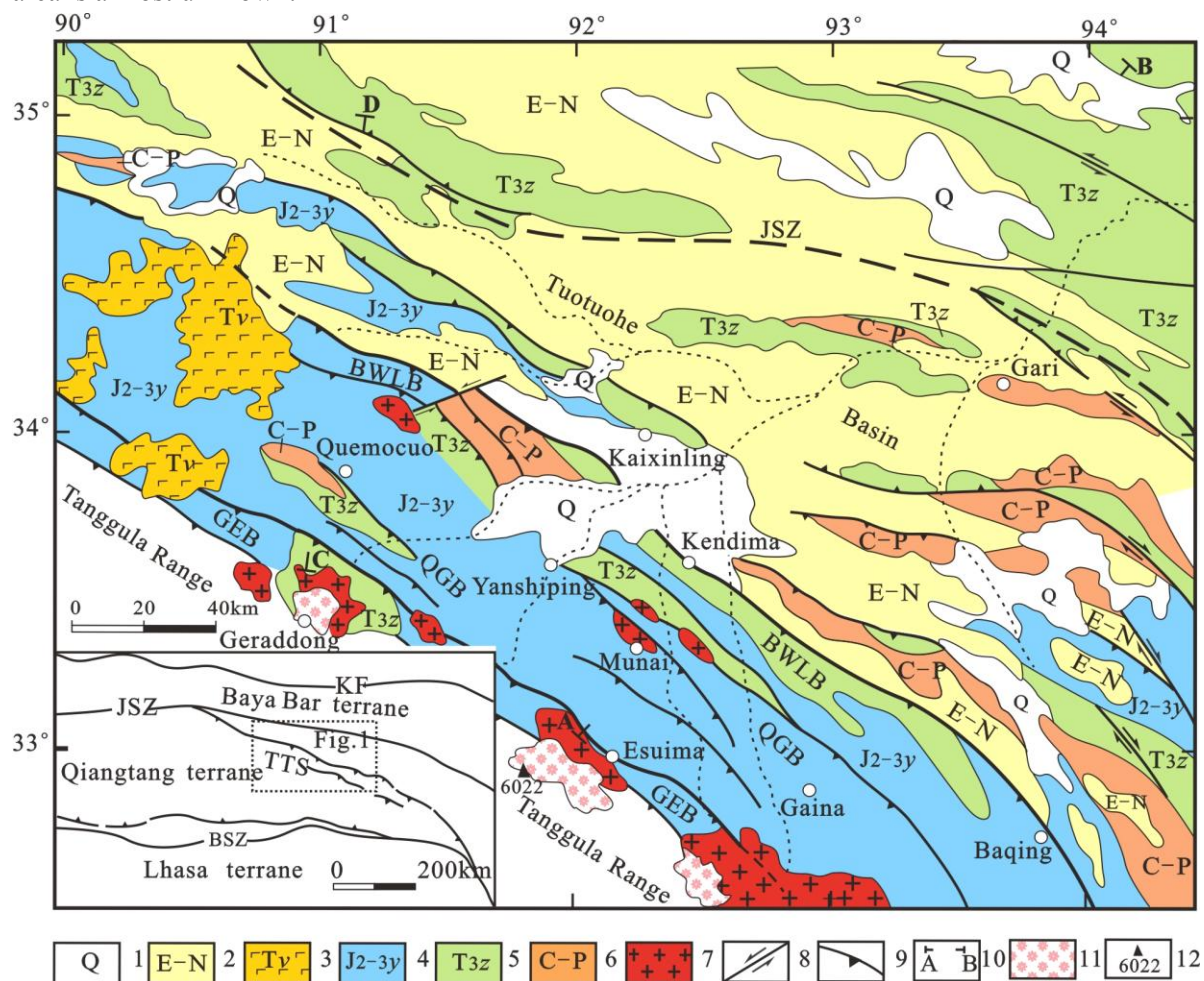 90° 91° 92° 93° 94°
35°
34°
33°
T3z
Q
B
D
E-N
E-N
C-P
Q
J2-3y
T3z
Q
T3z
JSZ
E-N
Tν
Tuotuohe
J2-3y
T3z
C-P
T3z
T3z
J2-3y
BWLB
E-N
Q
E-N
Gari
Basin
C-P
Quemocuo
T3z
C-P
Kaixinling
Tν
T3z
J2-3y
Q
C-P
C-P
C-P
Tanggula Range
GEB
C
QGB
Yanshiping
T3z
Kendima
E-N
Q
0 20 40km
Geraddong
T3z
Munai
BWLB
C-P
E-N
E-N
J2-3y
Q
E-N
KF
JSZ
Baya Bar terrane
Fig.1
Qiangtang terrane
TTS
BSZ
Lhasa terrane
0 200km
A
6022
Esuima
QGB
J2-3y
T3z
E-N
GEB
Gaina
Tanggula Range
Baqing
C-P
Q 1 E-N 2 Tν 3 J2-3y 4 T3z 5 C-P 6 7 8 9 A B 10 11 6022 12